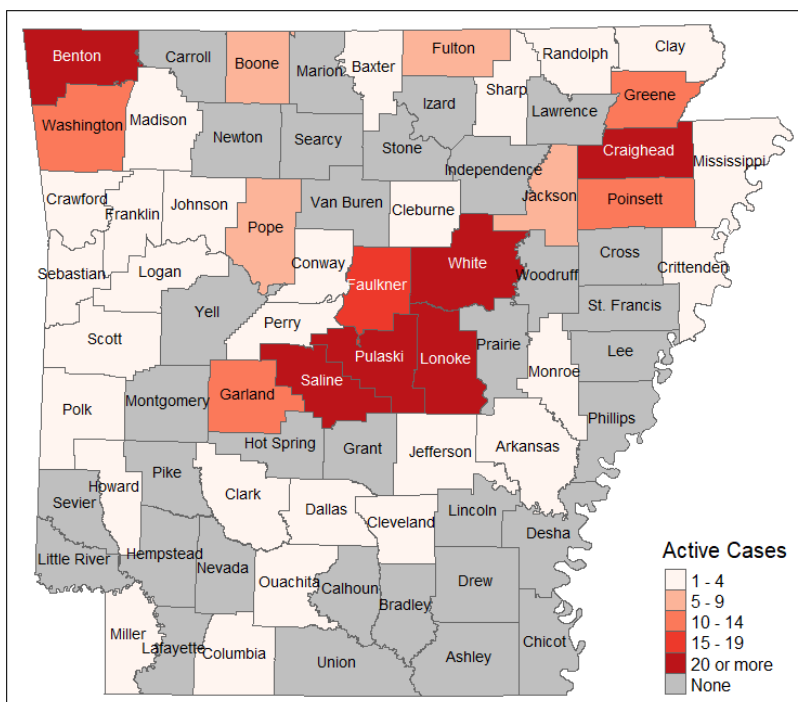 Benton
Carroll
Boone
Marion
Baxter
Fulton
Randolph
Clay
Sharp
Izard
Lawrence
Greene
Washington
Madison
Newton
Searcy
Stone
Independence
Craighead
Mississippi
Crawford
Franklin
Johnson
Pope
Van Buren
Cleburne
Jackson
Poinsett
Sebastian
Logan
Conway
Faulkner
White
Woodruff
Cross
Crittenden
St. Francis
Scott
Yell
Perry
Pulaski
Lonoke
Prairie
Lee
Saline
Monroe
Polk
Montgomery
Garland
Phillips
Hot Spring
Grant
Jefferson
Arkansas
Sevier
Howard
Pike
Clark
Dallas
Cleveland
Lincoln
Desha
Little River
Hempstead
Nevada
Ouachita
Calhoun
Bradley
Drew
Miller
Lafayette
Columbia
Union
Ashley
Chicot
Active Cases
1 - 4
5 - 9
10 - 14
15 - 19
20 or more
None